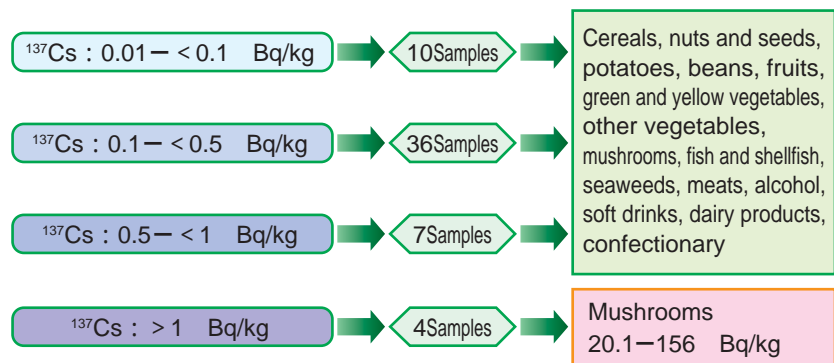 ¹³⁷Cs : 0.01− < 0.1 Bq/kg
10Samples
¹³⁷Cs : 0.1− < 0.5 Bq/kg
36Samples
¹³⁷Cs : 0.5− < 1 Bq/kg
7Samples
Cereals, nuts and seeds,
potatoes, beans, fruits,
green and yellow vegetables,
other vegetables,
mushrooms, fish and shellfish,
seaweeds, meats, alcohol,
soft drinks, dairy products,
confectionary
¹³⁷Cs : > 1 Bq/kg
4Samples
Mushrooms
20.1−156 Bq/kg